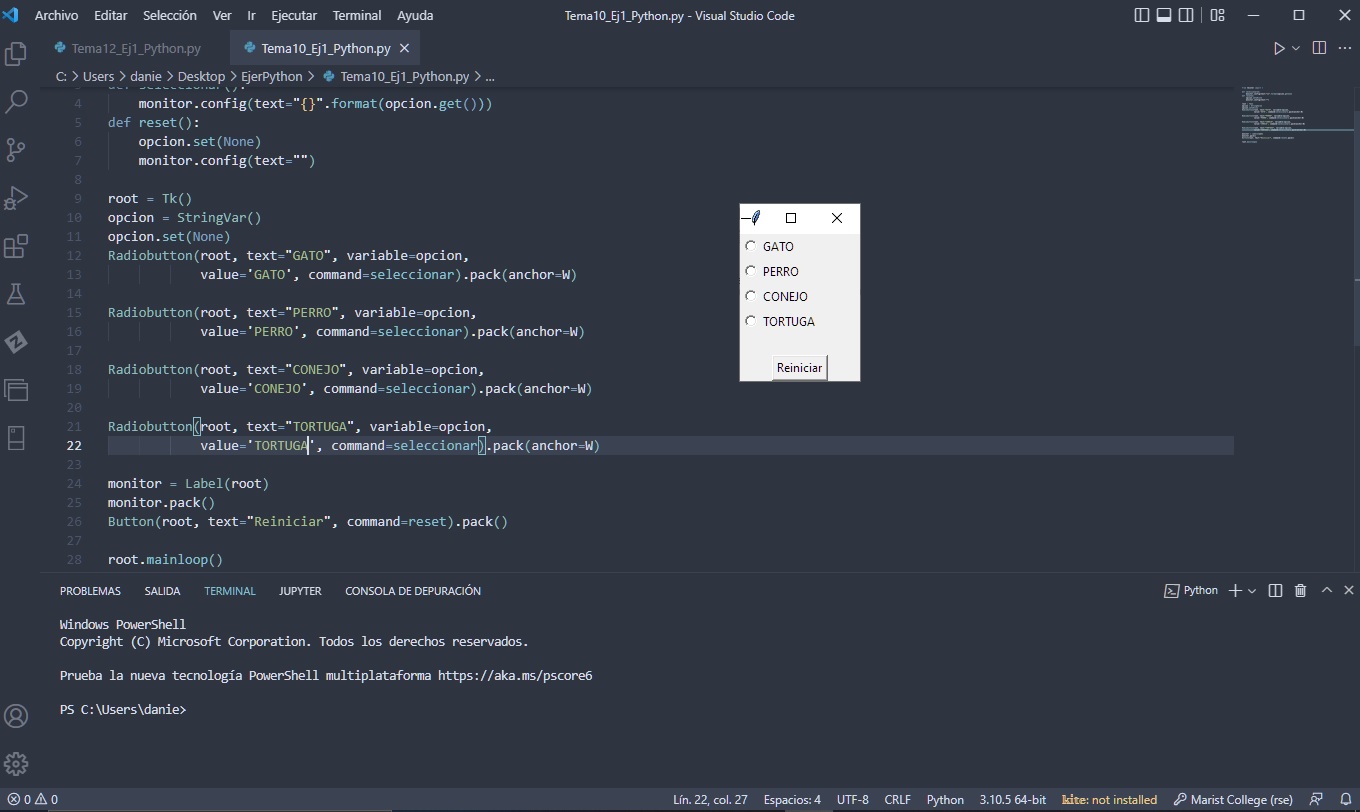 Archivo Editar Selección Ver Ir Ejecutar Terminal Ayuda Tema10_Ej1_Python.py - Visual Studio Code
Tema12_Ej1_Python.py Tema10_Ej1_Python.py
C: > Users > danie > Desktop > EjerPython > Tema10_Ej1_Python.py > ...
4 monitor.config(text="{}".format(opcion.get()))
5 def reset():
6 opcion.set(None)
7 monitor.config(text="")
8
9 root = Tk()
10 opcion = StringVar()
11 opcion.set(None)
12 Radiobutton(root, text="GATO", variable=opcion,
13 value='GATO', command=seleccionar).pack(anchor=W)
14
15 Radiobutton(root, text="PERRO", variable=opcion,
16 value='PERRO', command=seleccionar).pack(anchor=W)
17
18 Radiobutton(root, text="CONEJO", variable=opcion,
19 value='CONEJO', command=seleccionar).pack(anchor=W)
20
21 Radiobutton(root, text="TORTUGA", variable=opcion,
22 value='TORTUGA', command=seleccionar).pack(anchor=W)
23
24 monitor = Label(root)
25 monitor.pack()
26 Button(root, text="Reiniciar", command=reset).pack()
27
28 root.mainloop()
GATO
PERRO
CONEJO
TORTUGA
Reiniciar
PROBLEMAS SALIDA TERMINAL JUPYTER CONSOLA DE DEPURACIÓN Python
Windows PowerShell
Copyright (C) Microsoft Corporation. Todos los derechos reservados.
Prueba la nueva tecnología PowerShell multiplataforma https://aka.ms/pscore6
PS C:\Users\danie>
0 0 Lín. 22, col. 27 Espacios: 4 UTF-8 CRLF Python 3.10.5 64-bit kite: not installed Marist College (rse)